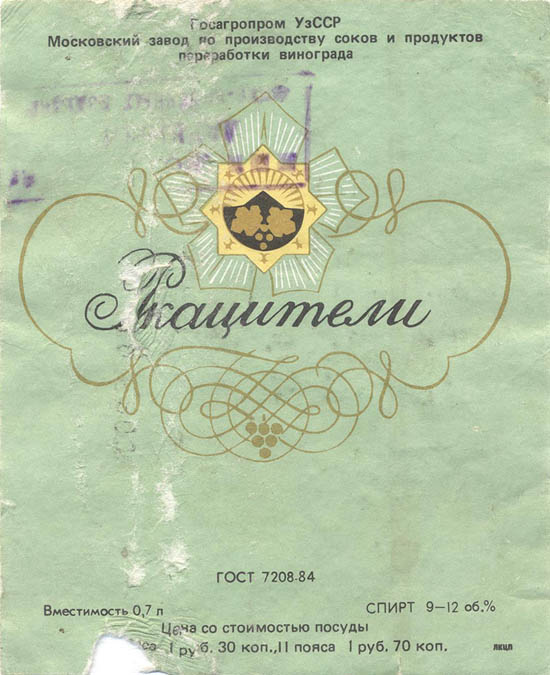 Госагропром УзССР
Московский завод по производству соков и продуктов
переработки винограда
Ркацители
ГОСТ 7208-84
Вместимость 0,7 л
СПИРТ 9–12 об.%
Цена со стоимостью посуды
1 руб. 30 коп., II пояса 1 руб. 70 коп.
якцл